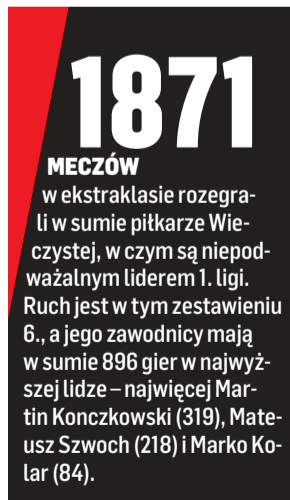 1871
MECZÓW
w ekstraklasie rozegra-
li w sumie piłkarze Wie-
czystej, w czym są niepod-
ważalnym liderem 1. ligi.
Ruch jest w tym zestawieniu
6., a jego zawodnicy mają
w sumie 896 gier w najwyż-
szej lidze – najwięcej Mar-
tin Konczkowski (319), Mate-
usz Szwoch (218) i Marko Ko-
lar (84).